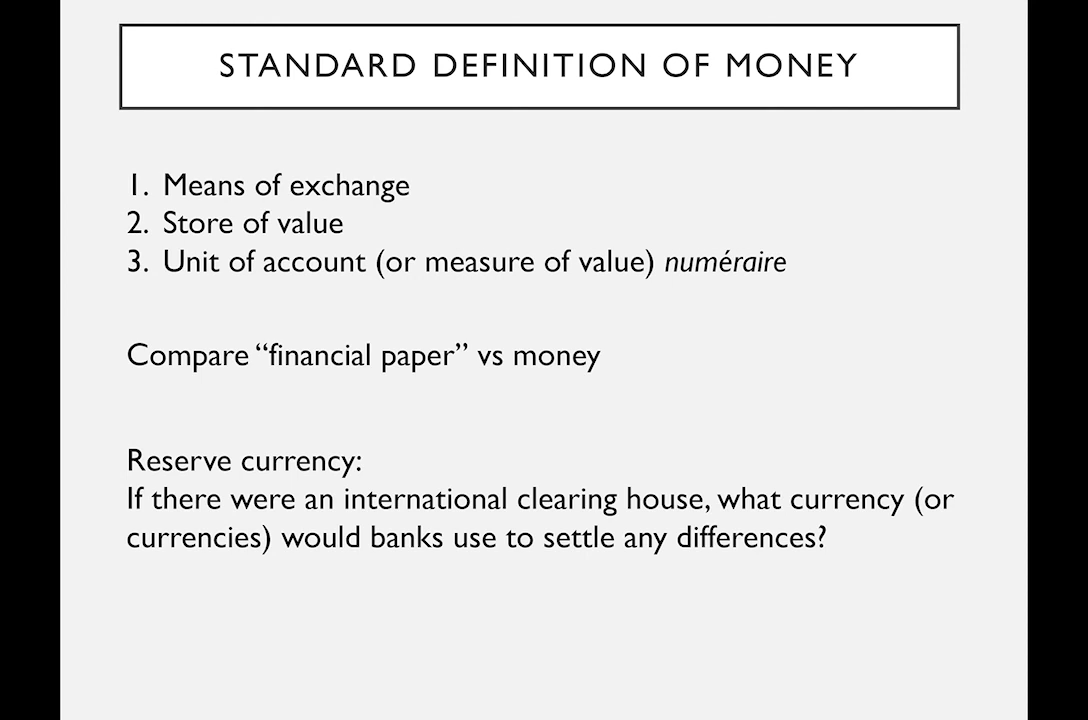 STANDARD DEFINITION OF MONEY
1. Means of exchange
2. Store of value
3. Unit of account (or measure of value) numéraire
Compare “financial paper” vs money
Reserve currency:
If there were an international clearing house, what currency (or
currencies) would banks use to settle any differences?